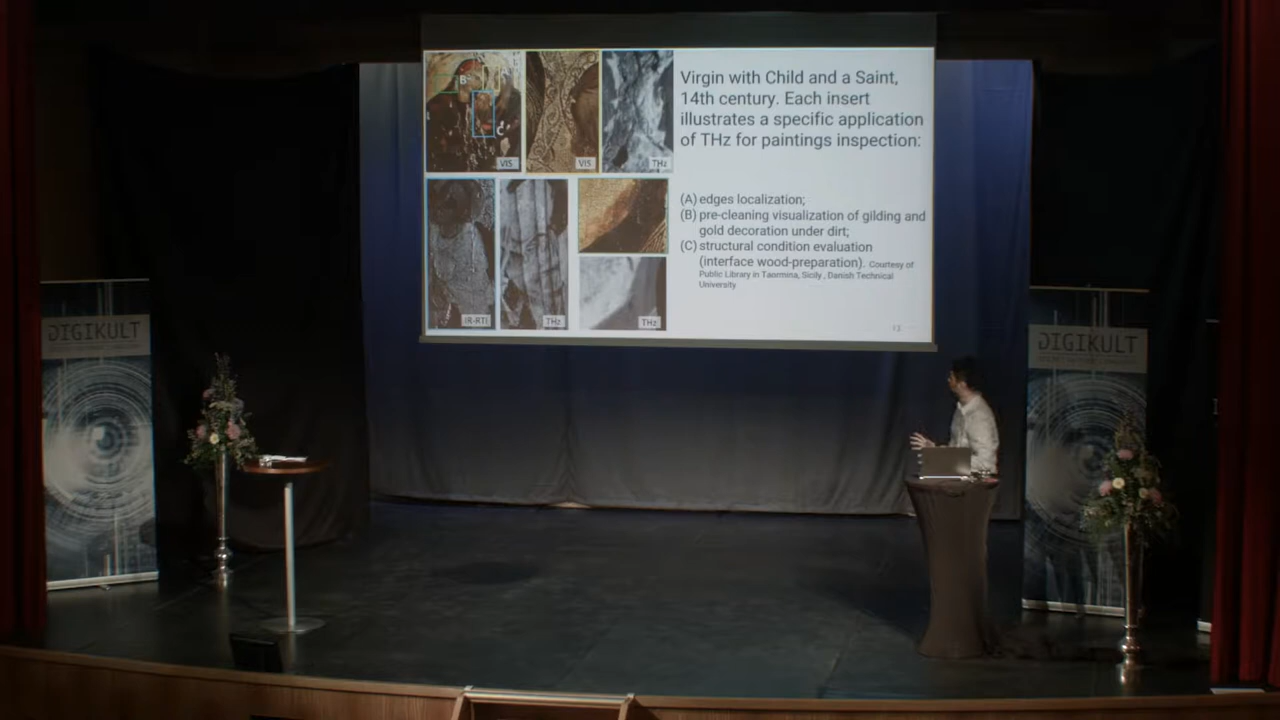 B
C
VIS
VIS
THz
IR-RTI
THz
THz
Virgin with Child and a Saint,
14th century. Each insert
illustrates a specific application
of THz for paintings inspection:
(A) edges localization;
(B) pre-cleaning visualization of gilding and
gold decoration under dirt;
(C) structural condition evaluation
(interface wood-preparation). Courtesy of
Public Library in Taormina, Sicily , Danish Technical
University
13
DIGIKULT
DIGIKULT